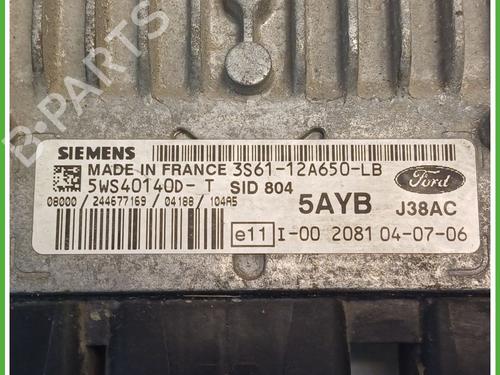 B-PARTS
SIEMENS
MADE IN FRANCE 3S61-12A650-LB
5WS40140D-T SID 804
Ford
08000 / 244677169 / 04188 / 104A5
5AYB J38AC
e11 I-00 2081 04-07-06